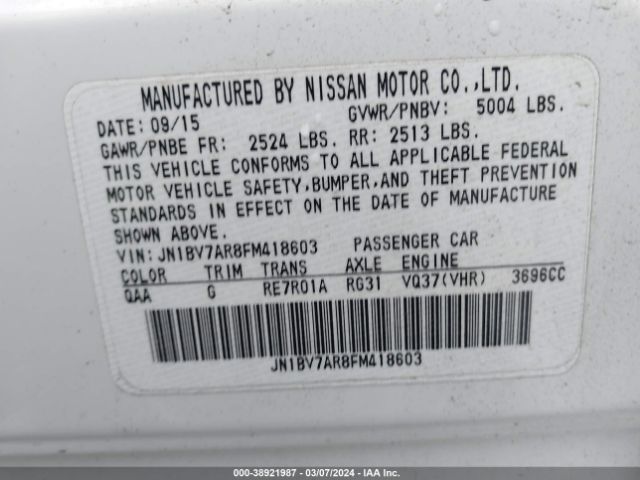 MANUFACTURED BY NISSAN MOTOR CO.,LTD.
DATE: 09/15 GVWR/PNBV: 5004 LBS.
GAWR/PNBE FR: 2524 LBS. RR: 2513 LBS.
THIS VEHICLE CONFORMS TO ALL APPLICABLE FEDERAL
MOTOR VEHICLE SAFETY,BUMPER,AND THEFT PREVENTION
STANDARDS IN EFFECT ON THE DATE OF MANUFACTURE
SHOWN ABOVE.
VIN:JN1BV7AR8FM418603 PASSENGER CAR
COLOR TRIM TRANS AXLE ENGINE
QAA G RE7R01A RG31 VQ37(VHR) 3696CC
JN1BV7AR8FM418603
000-38921987 - 03/07/2024 - IAA Inc.